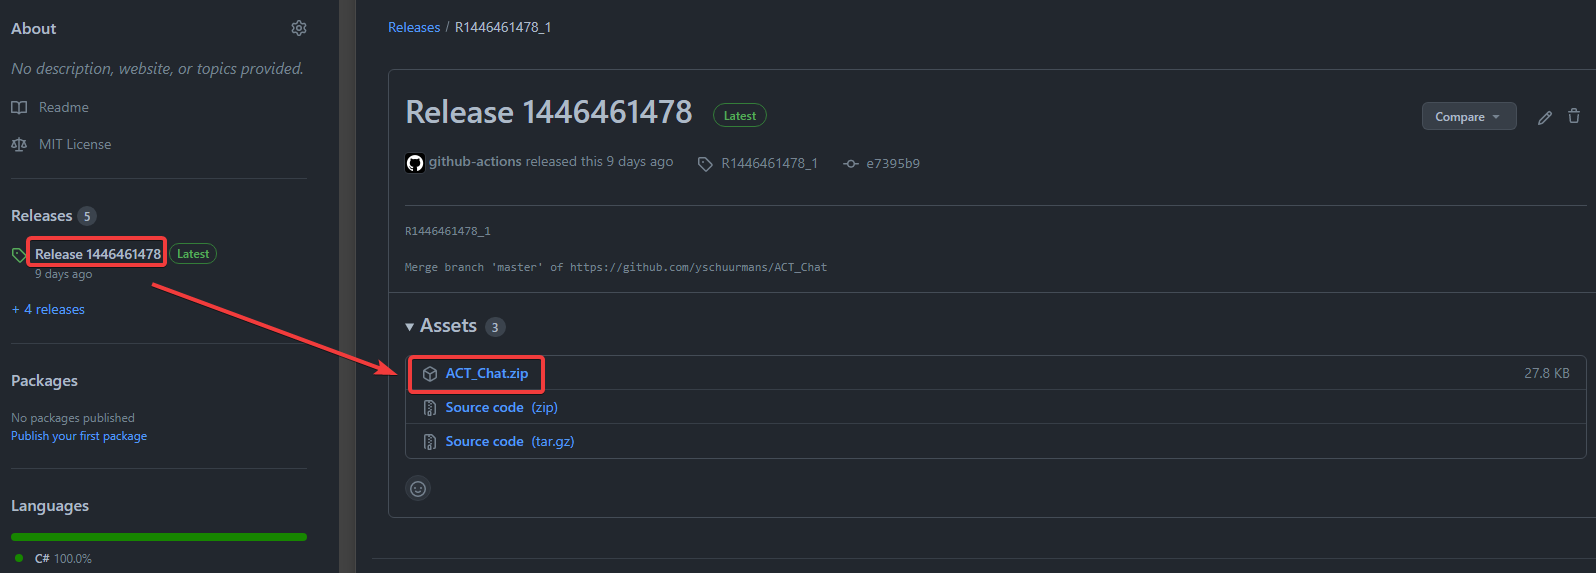 About
No description, website, or topics provided.
Readme
MIT License
Releases 5
Release 1446461478 Latest
9 days ago
+ 4 releases
Packages
No packages published
Publish your first package
Languages
C# 100.0%
Releases / R1446461478_1
Release 1446461478 Latest
Compare
github-actions released this 9 days ago R1446461478_1 e7395b9
R1446461478_1
Merge branch 'master' of https://github.com/yschuurmans/ACT_Chat
Assets 3
ACT_Chat.zip 27.8 KB
Source code (zip)
Source code (tar.gz)